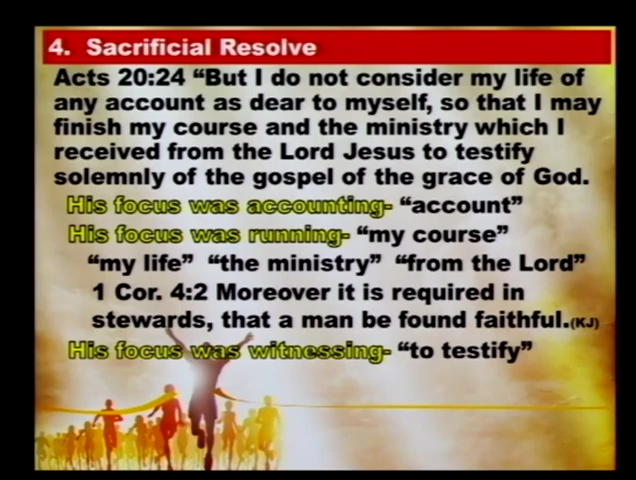 4. Sacrificial Resolve
Acts 20:24 “But I do not consider my life of
any account as dear to myself, so that I may
finish my course and the ministry which I
received from the Lord Jesus to testify
solemnly of the gospel of the grace of God.
His focus was accounting- “account”
His focus was running- “my course”
“my life” “the ministry” “from the Lord”
1 Cor. 4:2 Moreover it is required in
stewards, that a man be found faithful.(KJ)
His focus was witnessing- “to testify”